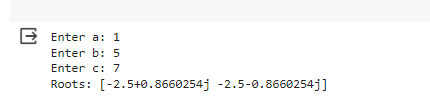 Enter a: 1
Enter b: 5
Enter c: 7
Roots: [-2.5+0.8660254j -2.5-0.8660254j]